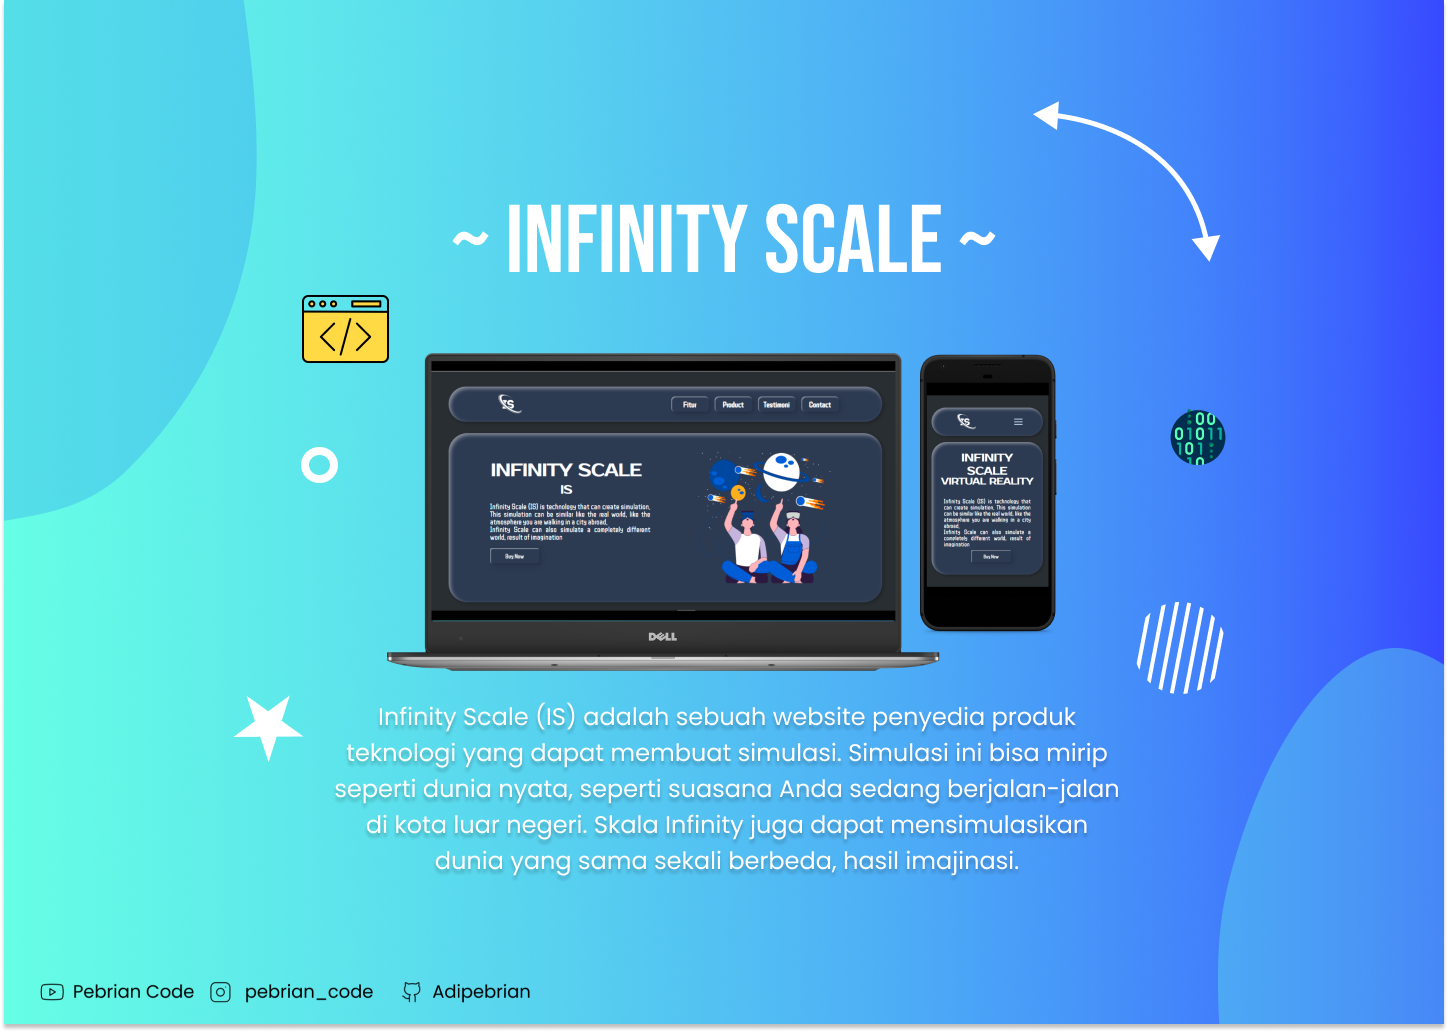 ~ INFINITY SCALE ~
IS
Fitur Product Testimoni Contact
INFINITY SCALE
IS
Infinity Scale (IS) is technology that can create simulation,
This simulation can be similar like the real world, like the
atmosphere you are walking in a city abroad,
Infinity Scale can also simulate a completely different
world, result of imagination
Buy Now
DELL
IS
INFINITY
SCALE
VIRTUAL REALITY
Infinity Scale (IS) is technology that
can create simulation, This simulation
can be similar like the real world, like the
atmosphere you are walking in a city
abroad,
Infinity Scale can also simulate a
completely different world, result of
imagination
Buy Now
00
01011
101
10
Infinity Scale (IS) adalah sebuah website penyedia produk
teknologi yang dapat membuat simulasi. Simulasi ini bisa mirip
seperti dunia nyata, seperti suasana Anda sedang berjalan-jalan
di kota luar negeri. Skala Infinity juga dapat mensimulasikan
dunia yang sama sekali berbeda, hasil imajinasi.
Pebrian Code pebrian_code Adipebrian